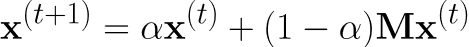 𝐱^{(t+1)} = α𝐱^{(t)} + (1 − α)𝐌𝐱^{(t)}